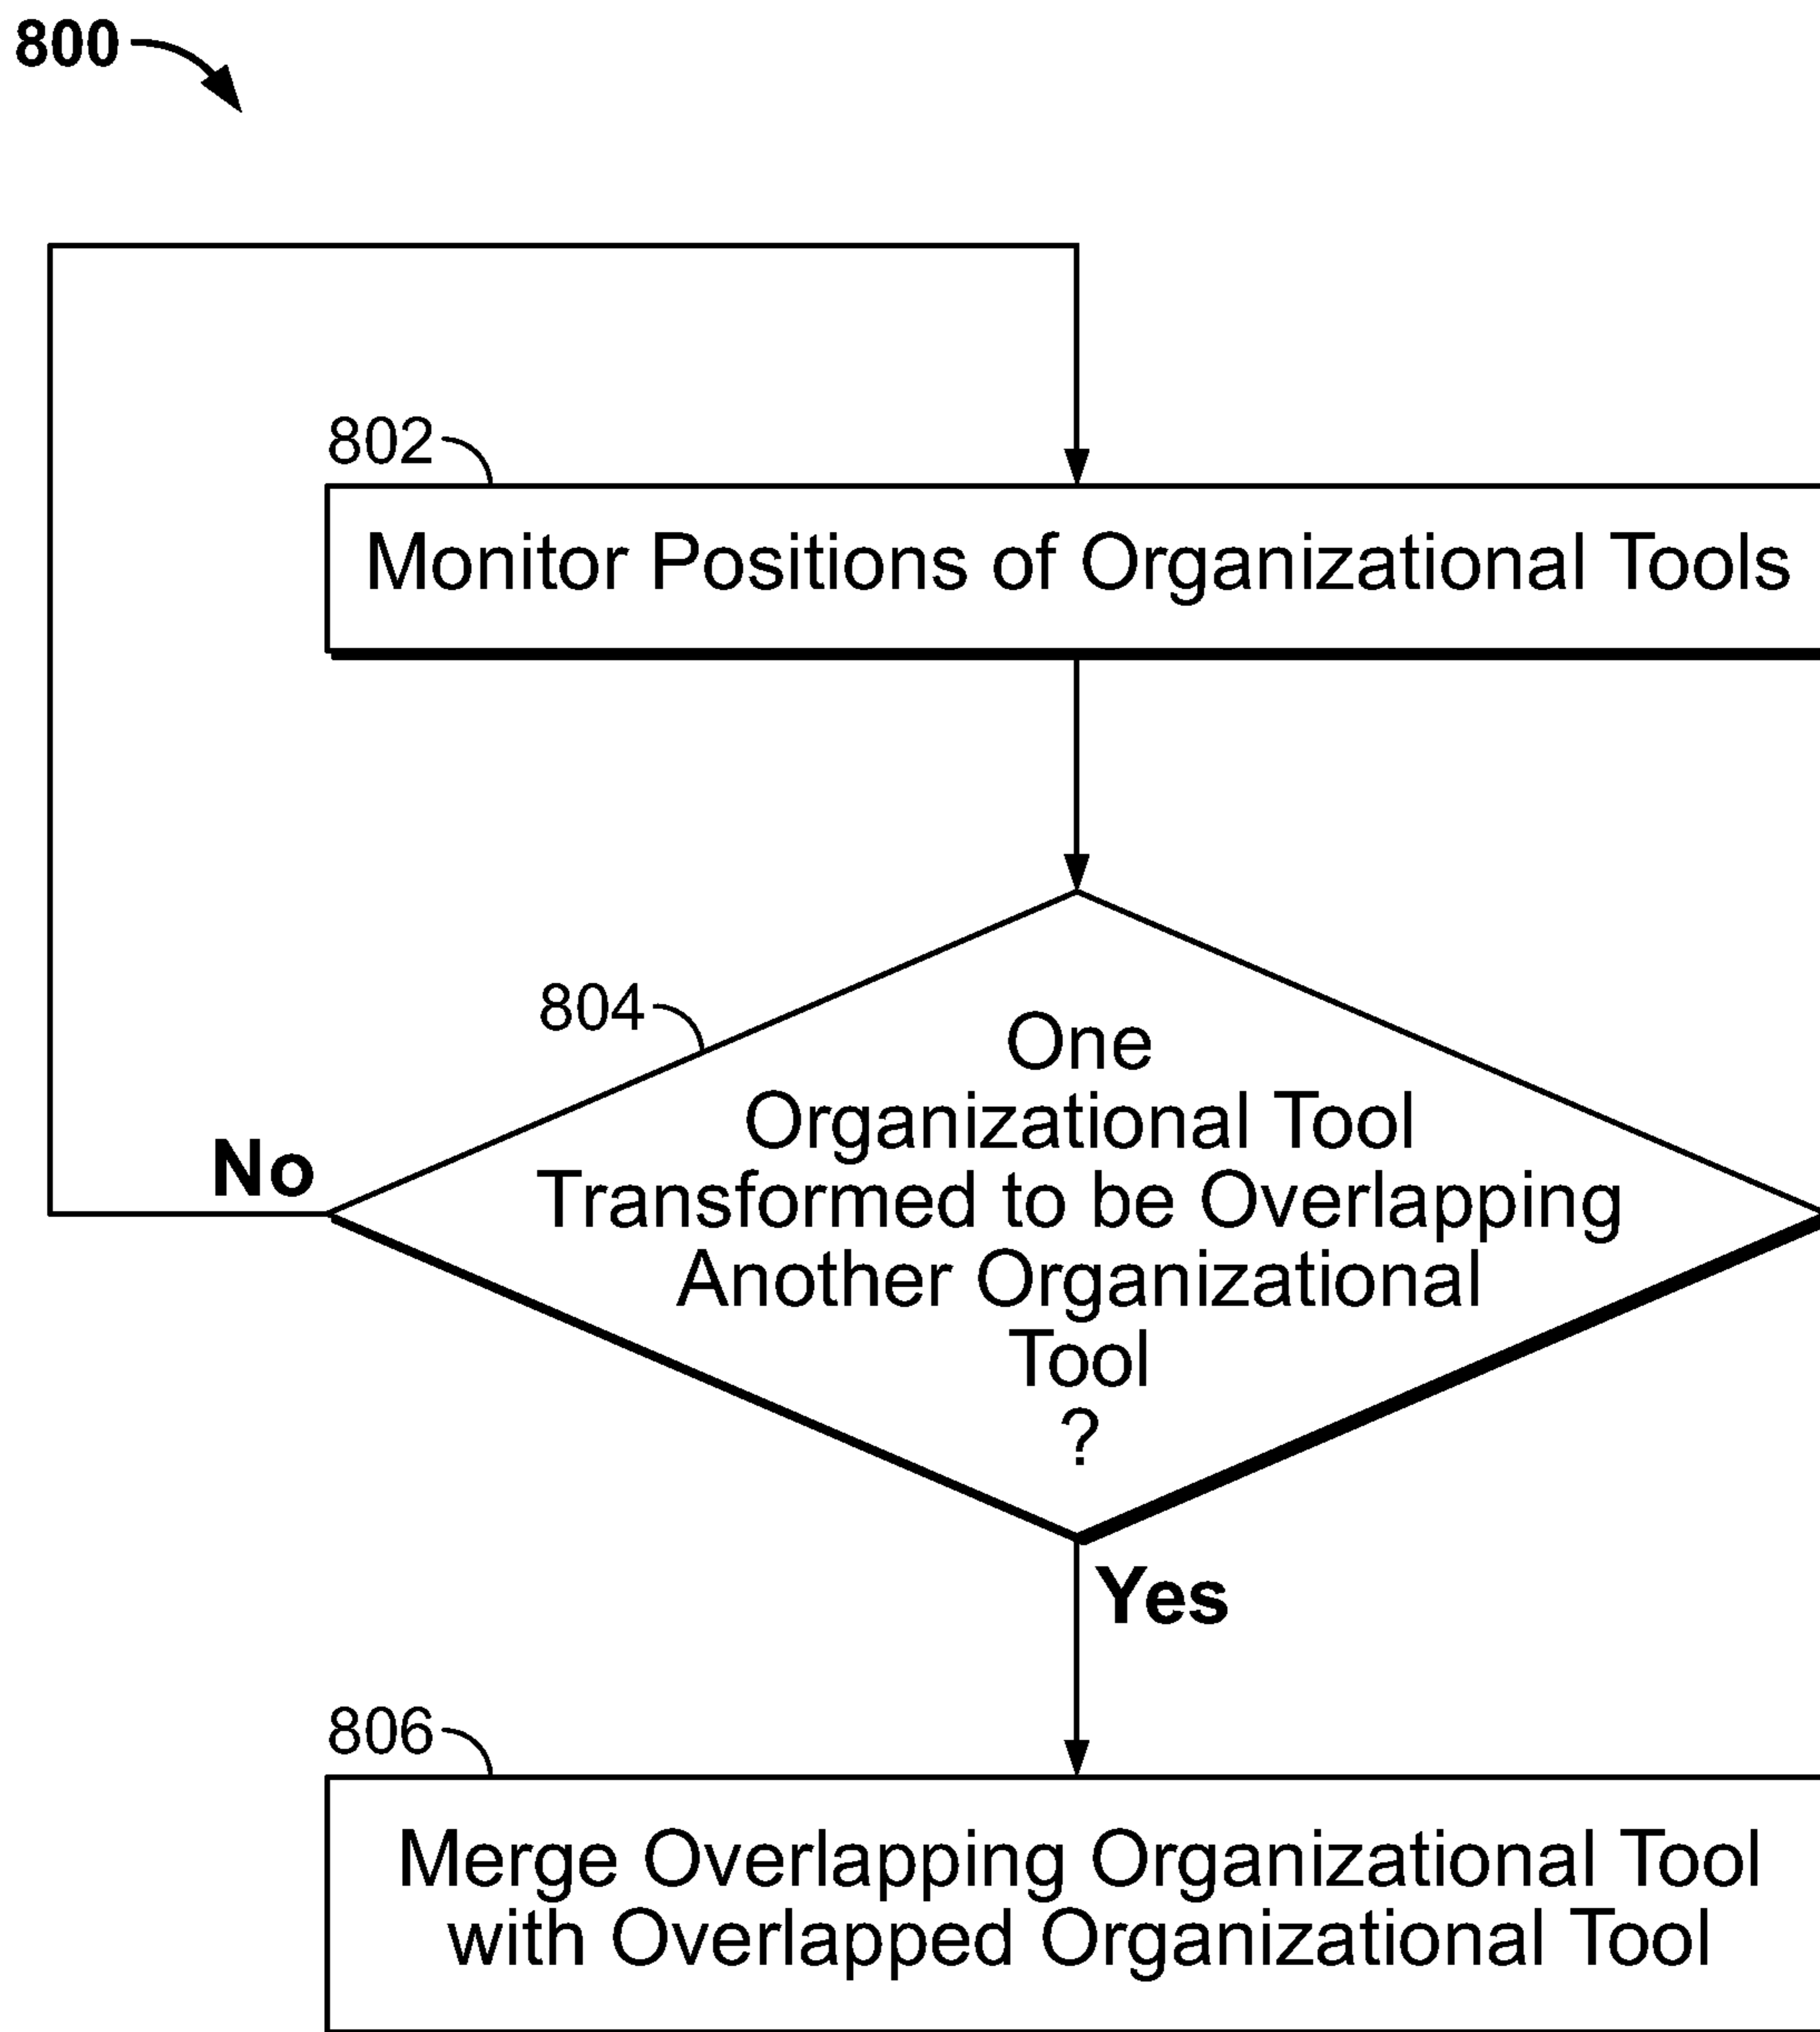 800
802
Monitor Positions of Organizational Tools
804
One
Organizational Tool
Transformed to be Overlapping
Another Organizational
Tool
?
No
Yes
806
Merge Overlapping Organizational Tool
with Overlapped Organizational Tool